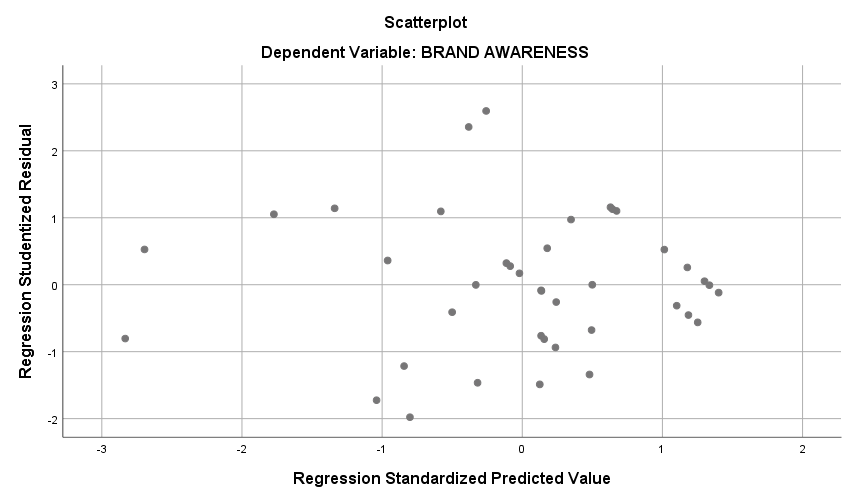 Scatterplot
Dependent Variable: BRAND AWARENESS
Regression Studentized Residual
3
2
1
0
-1
-2
-3 -2 -1 0 1 2
Regression Standardized Predicted Value